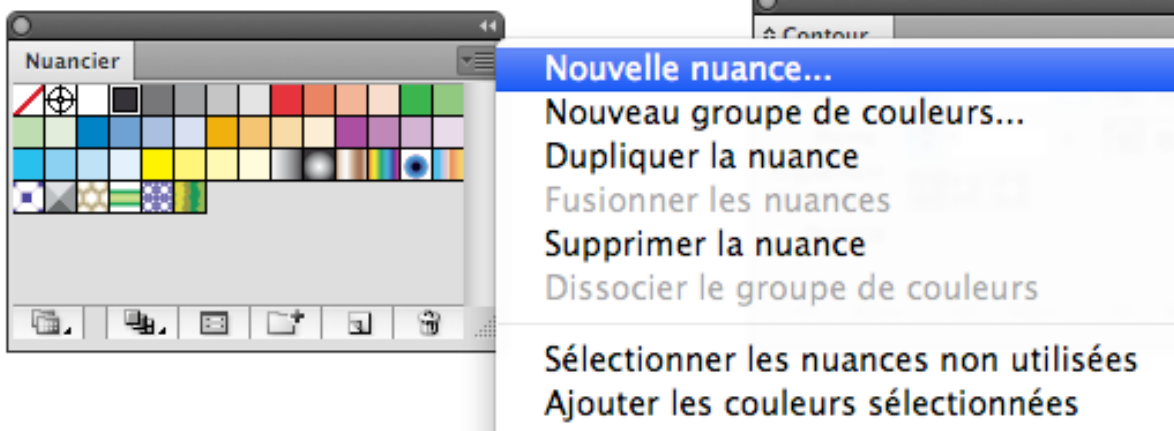 Nuancier
Contour
Nouvelle nuance...
Nouveau groupe de couleurs...
Dupliquer la nuance
Fusionner les nuances
Supprimer la nuance
Dissocier le groupe de couleurs
Sélectionner les nuances non utilisées
Ajouter les couleurs sélectionnées